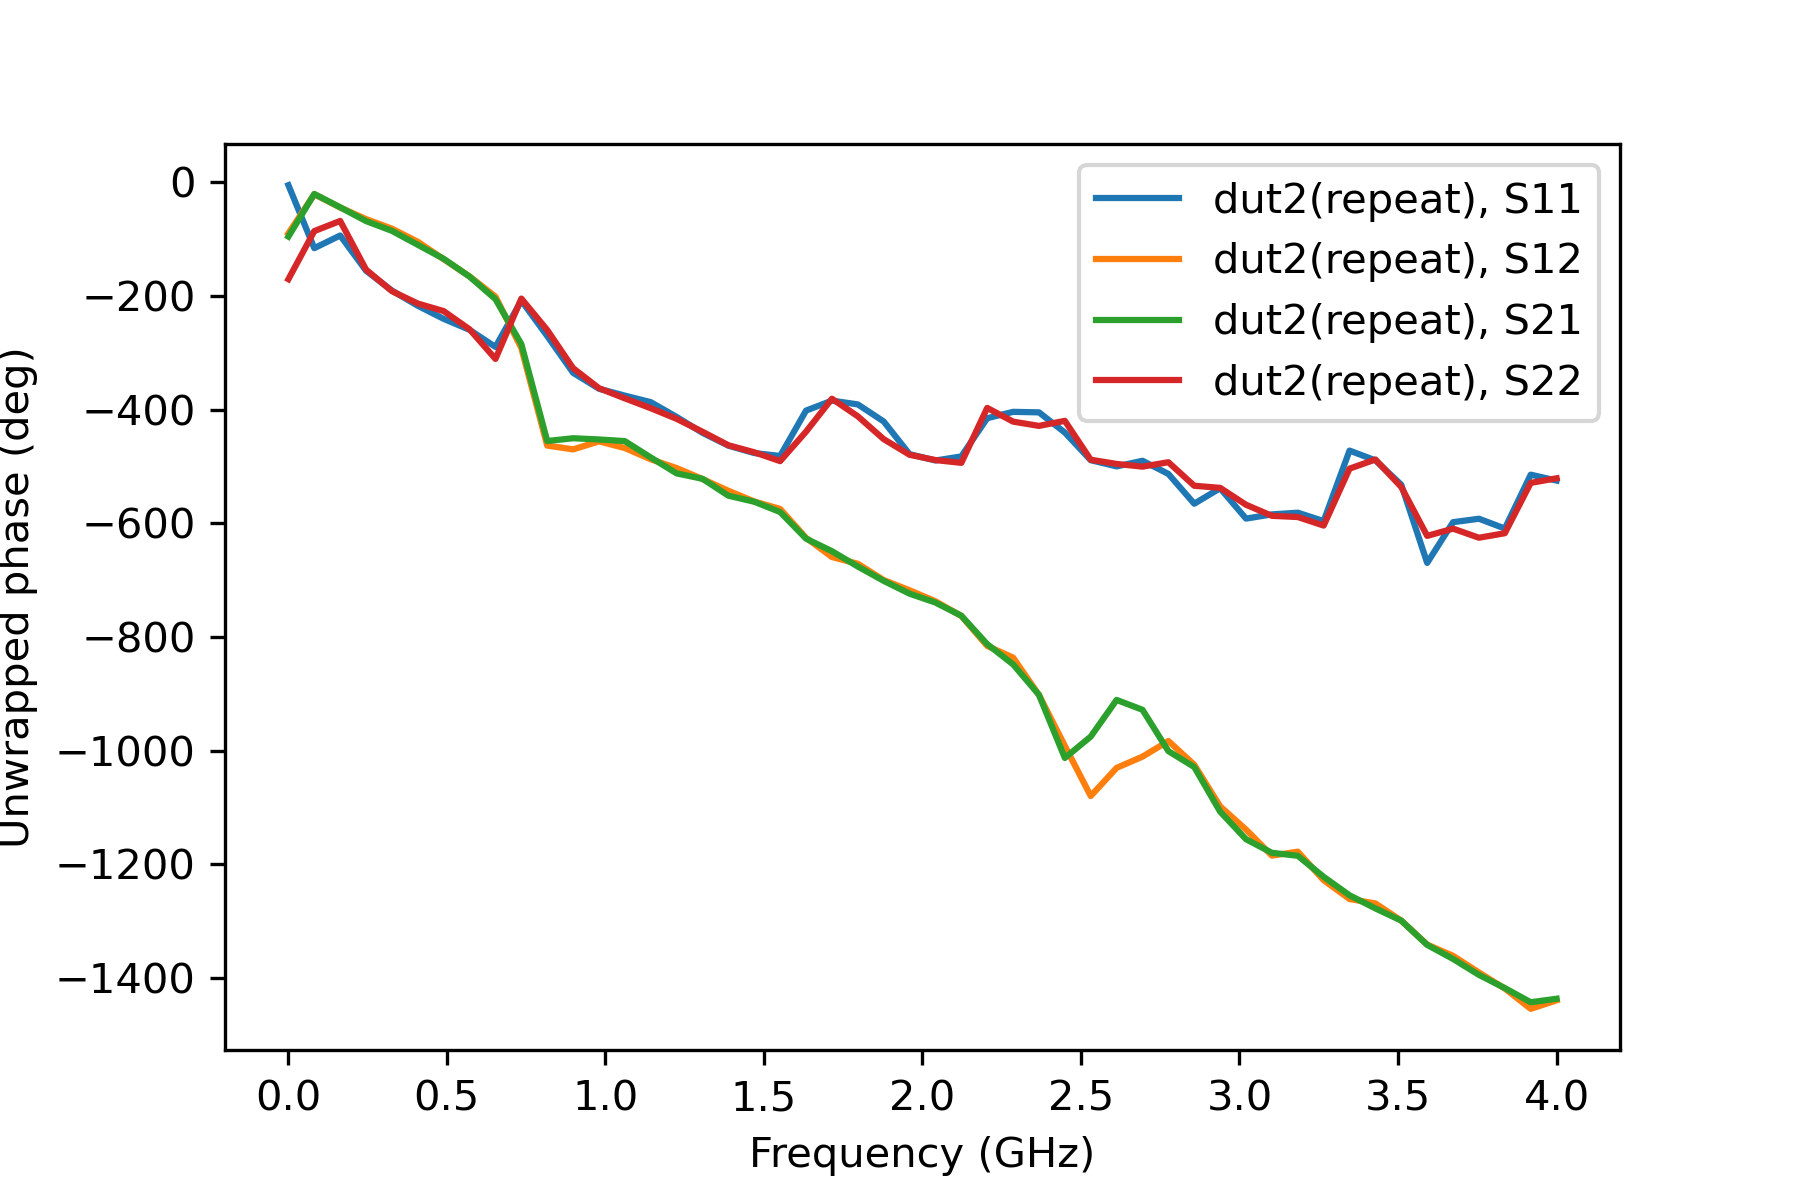 dut2(repeat), S11
dut2(repeat), S12
dut2(repeat), S21
dut2(repeat), S22
Unwrapped phase (deg)
0
−200
−400
−600
−800
−1000
−1200
−1400
0.0 0.5 1.0 1.5 2.0 2.5 3.0 3.5 4.0
Frequency (GHz)